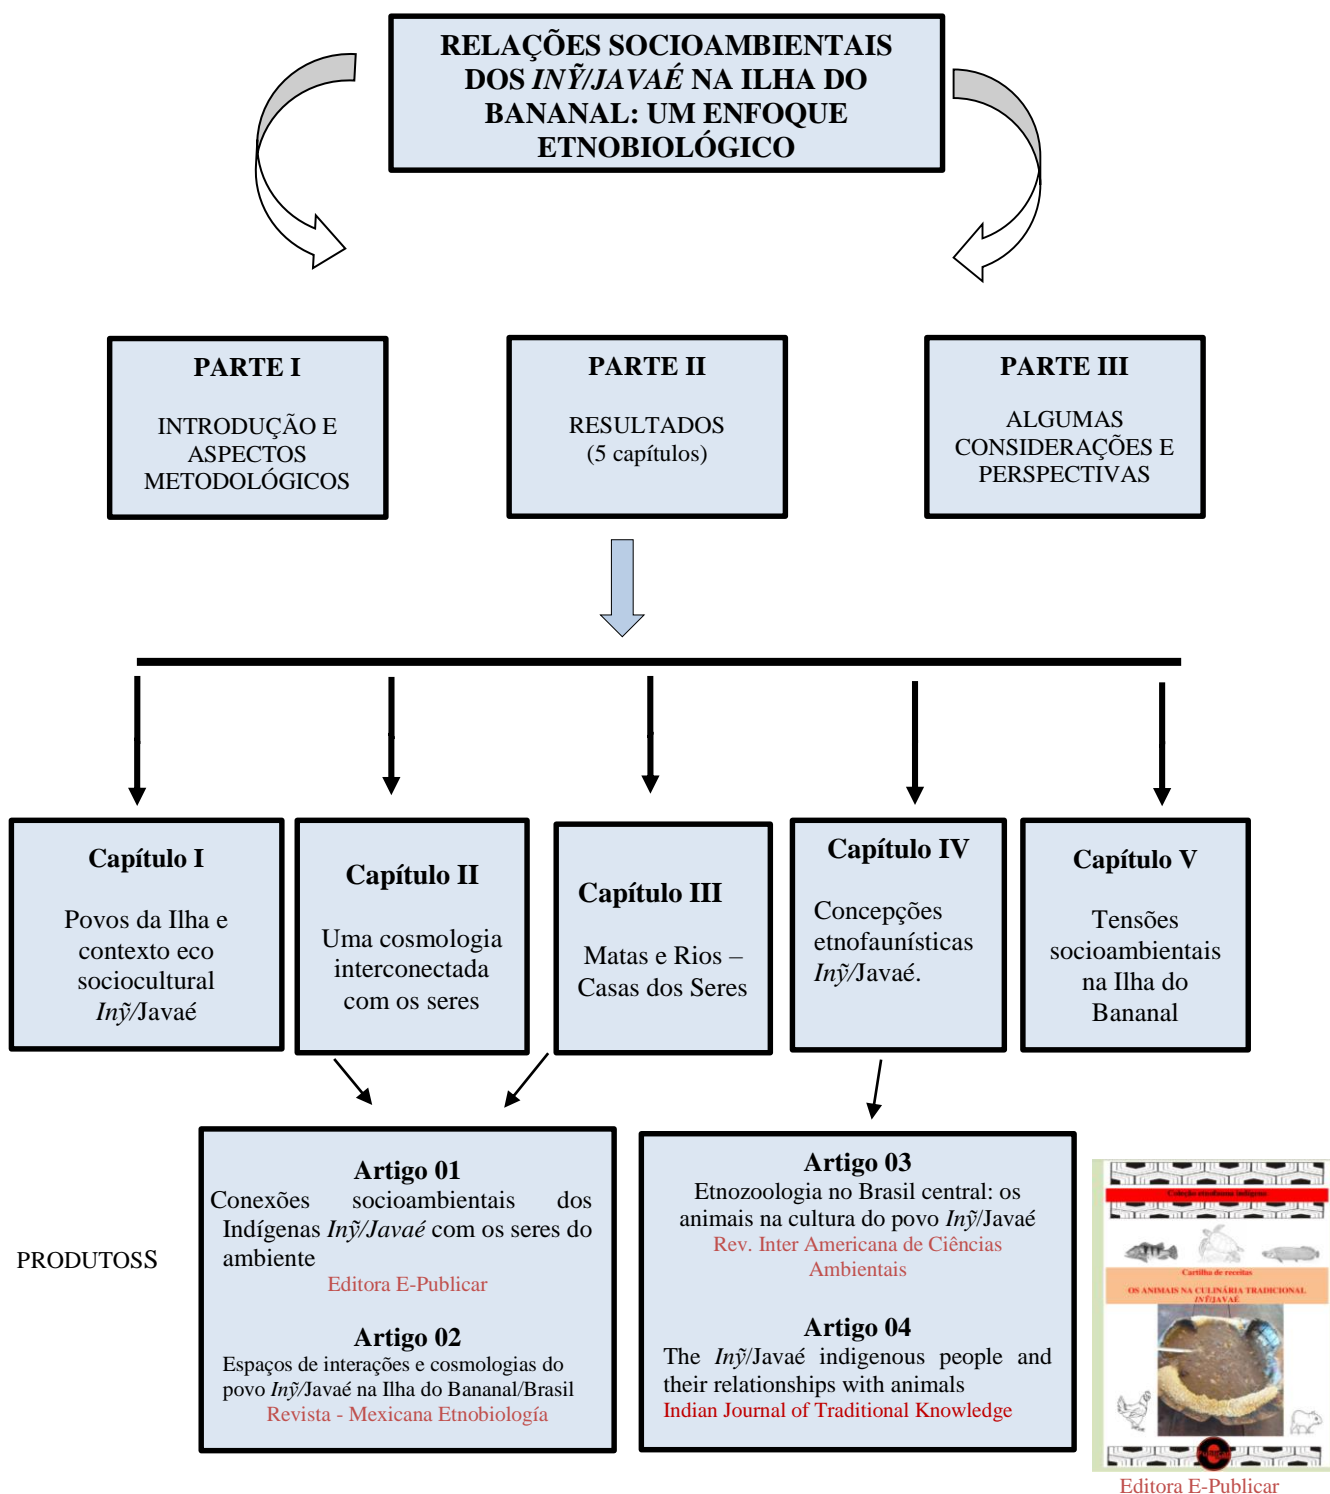 RELAÇÕES SOCIOAMBIENTAIS
DOS INỸ/JAVAÉ NA ILHA DO
BANANAL: UM ENFOQUE
ETNOBIOLÓGICO
PARTE I
INTRODUÇÃO E
ASPECTOS
METODOLÓGICOS
PARTE II
RESULTADOS
(5 capítulos)
PARTE III
ALGUMAS
CONSIDERAÇÕES E
PERSPECTIVAS
Capítulo I
Povos da Ilha e
contexto eco
sociocultural
Inỹ/Javaé
Capítulo II
Uma cosmologia
interconectada
com os seres
Capítulo III
Matas e Rios –
Casas dos Seres
Capítulo IV
Concepções
etnofaunísticas
Inỹ/Javaé.
Capítulo V
Tensões
socioambientais
na Ilha do
Bananal
PRODUTOSS
Artigo 01
Conexões socioambientais dos
Indígenas Inỹ/Javaé com os seres do
ambiente
Editora E-Publicar
Artigo 02
Espaços de interações e cosmologias do
povo Inỹ/Javaé na Ilha do Bananal/Brasil
Revista - Mexicana Etnobiología
Artigo 03
Etnozoologia no Brasil central: os
animais na cultura do povo Inỹ/Javaé
Rev. Inter Americana de Ciências
Ambientais
Artigo 04
The Inỹ/Javaé indigenous people and
their relationships with animals
Indian Journal of Traditional Knowledge
Cartilha de receitas
OS ANIMAIS NA CULINÁRIA TRADICIONAL
INỸ/JAVAÉ
Editora E-Publicar